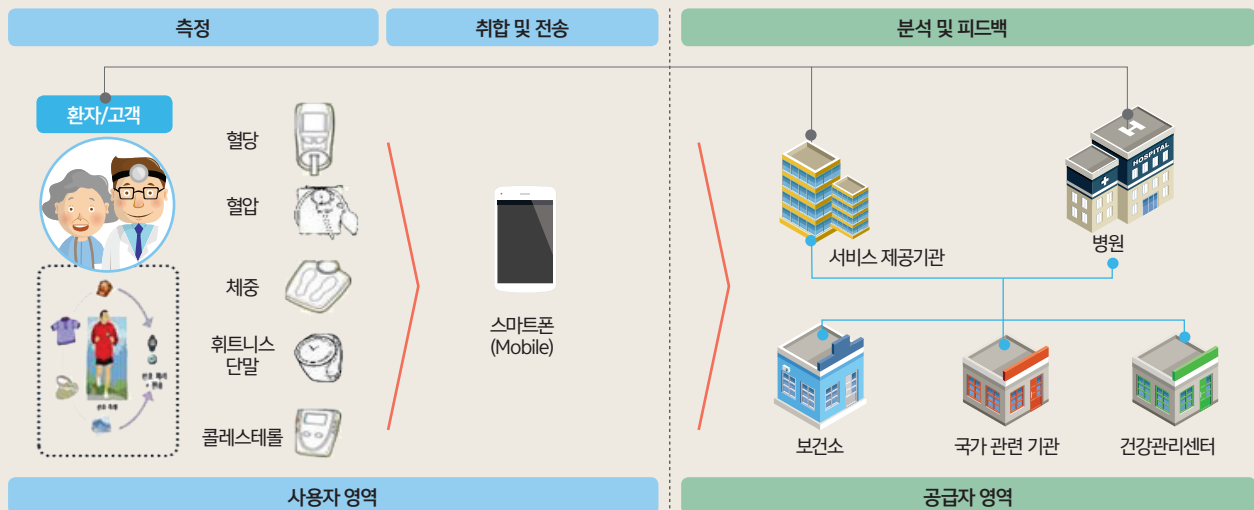 측정
취합 및 전송
분석 및 피드백
환자/고객
혈당
혈압
체중
휘트니스
단말
콜레스테롤
스마트폰
(Mobile)
H
HOSPITAL
서비스 제공기관
병원
보건소
국가 관련 기관
건강관리센터
사용자 영역
공급자 영역